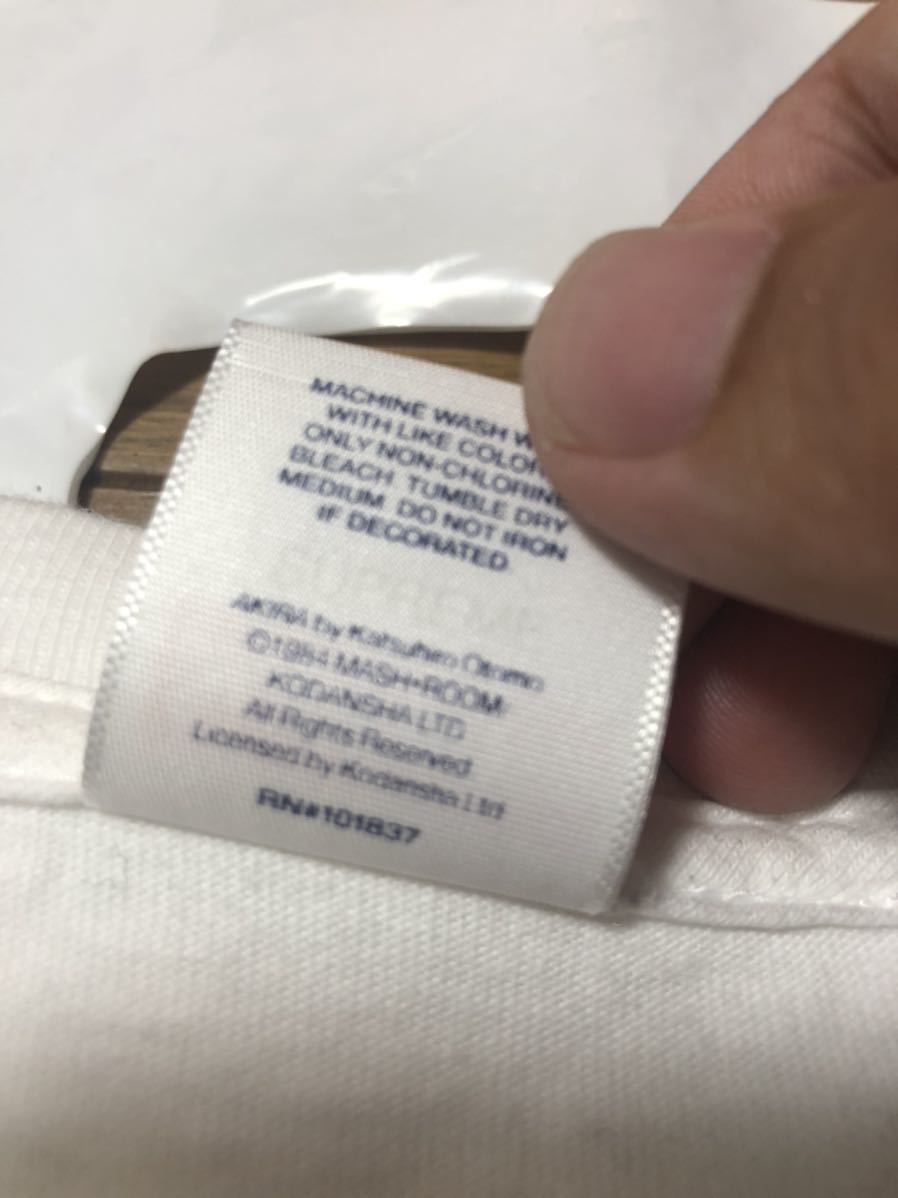 MACHINE WASH
WITH LIKE COLOR
ONLY NON-CHLORINE
BLEACH TUMBLE DRY
MEDIUM DO NOT IRON
IF DECORATED
AKIRA by Katsuhiro Otomo
©1984 MASH•ROOM
KODANSHA LTD
All Rights Reserved
Licensed by Kodansha Ltd
RN#101837